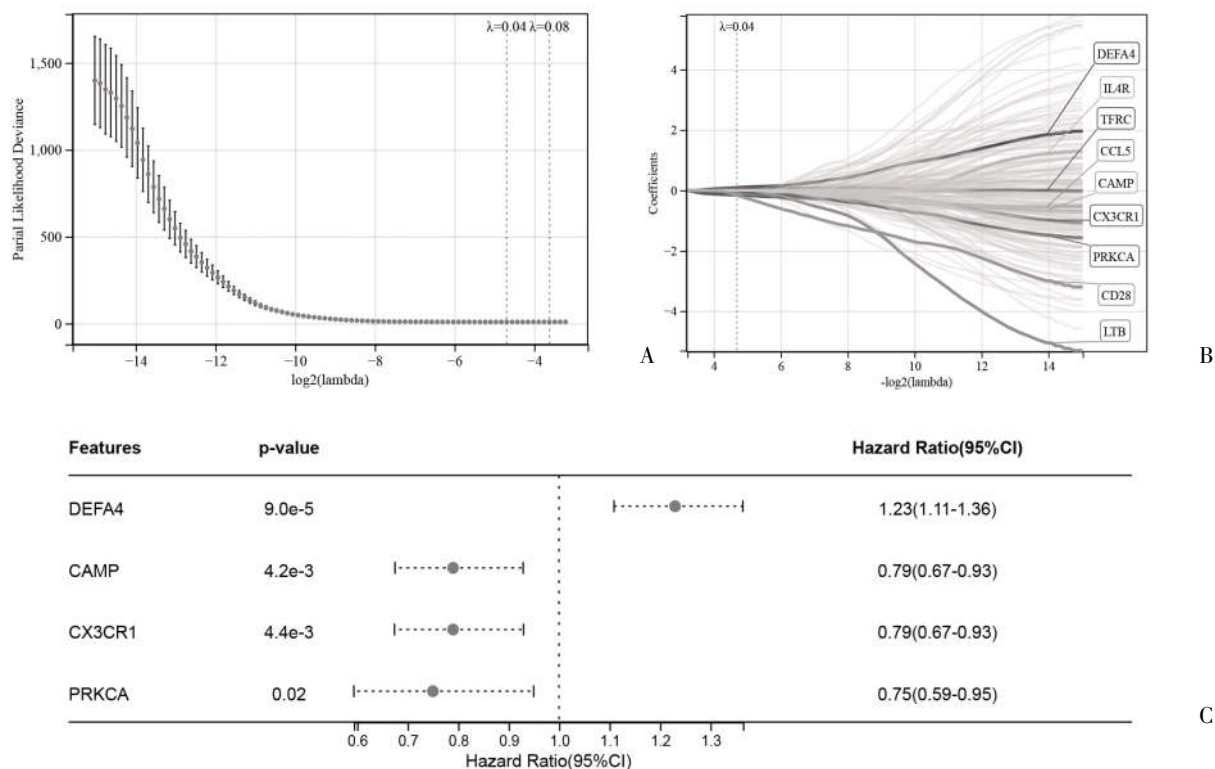 λ=0.04 λ=0.08
1,500
1,000
500
0
Parial Likelihood Deviance
−14 −12 −10 −8 −6 −4
log2(lambda)
A
λ=0.04
4
2
0
−2
−4
Coefficients
DEFA4
IL4R
TFRC
CCL5
CAMP
CX3CR1
PRKCA
CD28
LTB
4 6 8 10 12 14
-log2(lambda)
B
Features p-value Hazard Ratio(95%CI)
DEFA4 9.0e-5 1.23(1.11-1.36)
CAMP 4.2e-3 0.79(0.67-0.93)
CX3CR1 4.4e-3 0.79(0.67-0.93)
PRKCA 0.02 0.75(0.59-0.95)
0.6 0.7 0.8 0.9 1.0 1.1 1.2 1.3
Hazard Ratio(95%CI)
C